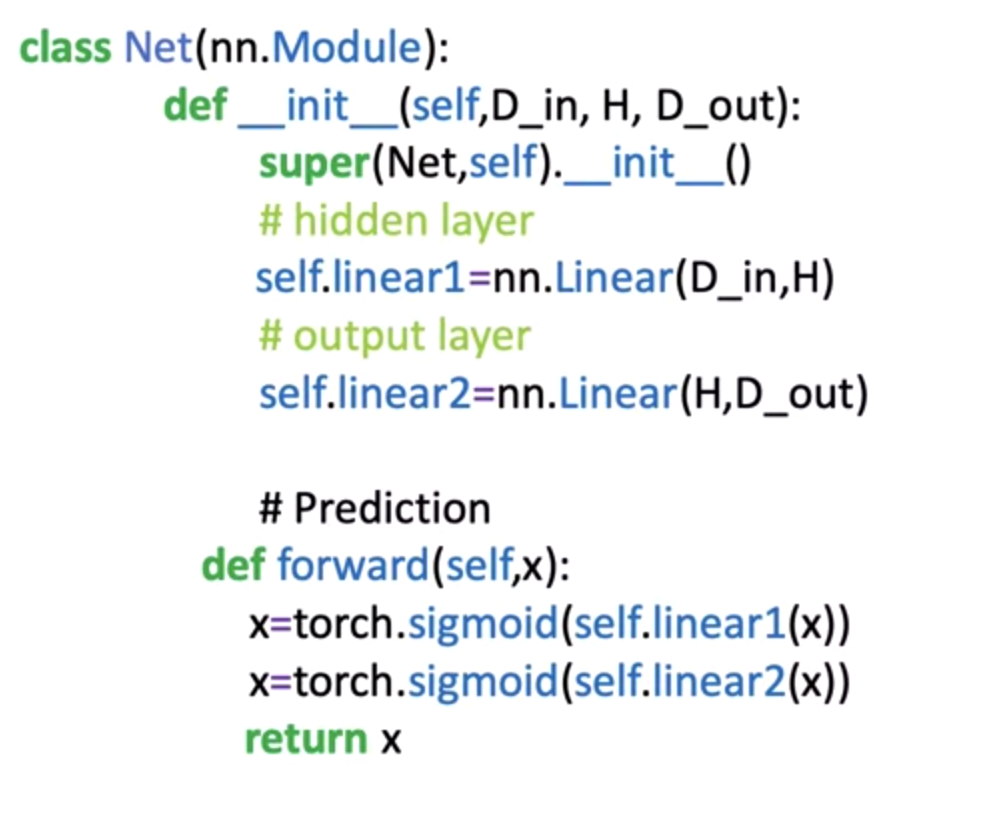 class Net(nn.Module):
def __init__(self,D_in, H, D_out):
super(Net,self).__init__()
# hidden layer
self.linear1=nn.Linear(D_in,H)
# output layer
self.linear2=nn.Linear(H,D_out)
# Prediction
def forward(self,x):
x=torch.sigmoid(self.linear1(x))
x=torch.sigmoid(self.linear2(x))
return x